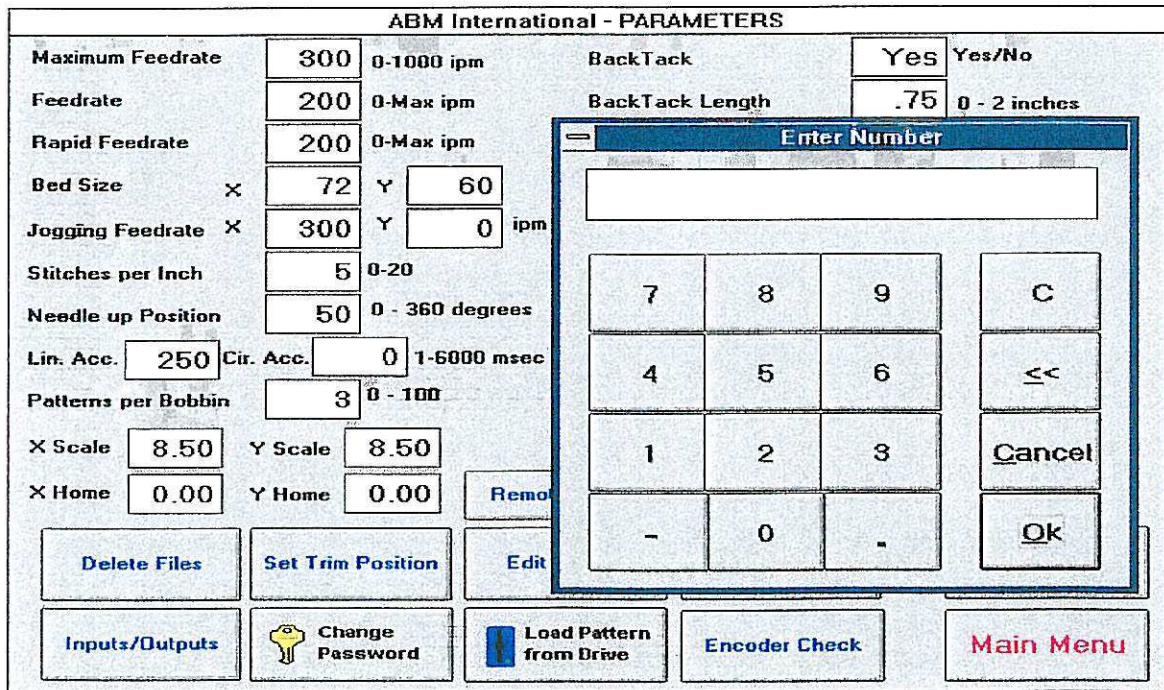 ABM International - PARAMETERS
Maximum Feedrate 300 0-1000 ipm BackTack Yes Yes/No
Feedrate 200 0-Max ipm BackTack Length .75 0 - 2 inches
Rapid Feedrate 200 0-Max ipm
Bed Size X 72 Y 60
Jogging Feedrate X 300 Y 0 ipm
Stitches per Inch 5 0-20
Needle up Position 50 0 - 360 degrees
Lin. Acc. 250 Cir. Acc. 0 1-6000 msec
Patterns per Bobbin 3 0 - 100
X Scale 8.50 Y Scale 8.50
X Home 0.00 Y Home 0.00 Remo
Enter Number
7 8 9 C
4 5 6 <<
1 2 3 Cancel
- 0 . Ok
Delete Files Set Trim Position Edit
Inputs/Outputs Change Password Load Pattern from Drive Encoder Check Main Menu